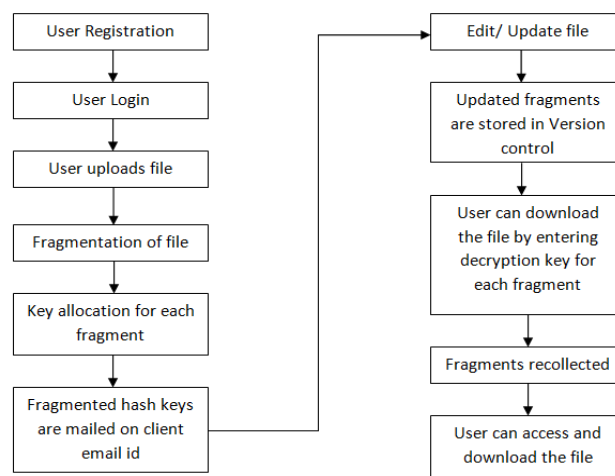 User Registration
User Login
User uploads file
Fragmentation of file
Key allocation for each
fragment
Fragmented hash keys
are mailed on client
email id
Edit/ Update file
Updated fragments
are stored in Version
control
User can download
the file by entering
decryption key for
each fragment
Fragments recollected
User can access and
download the file